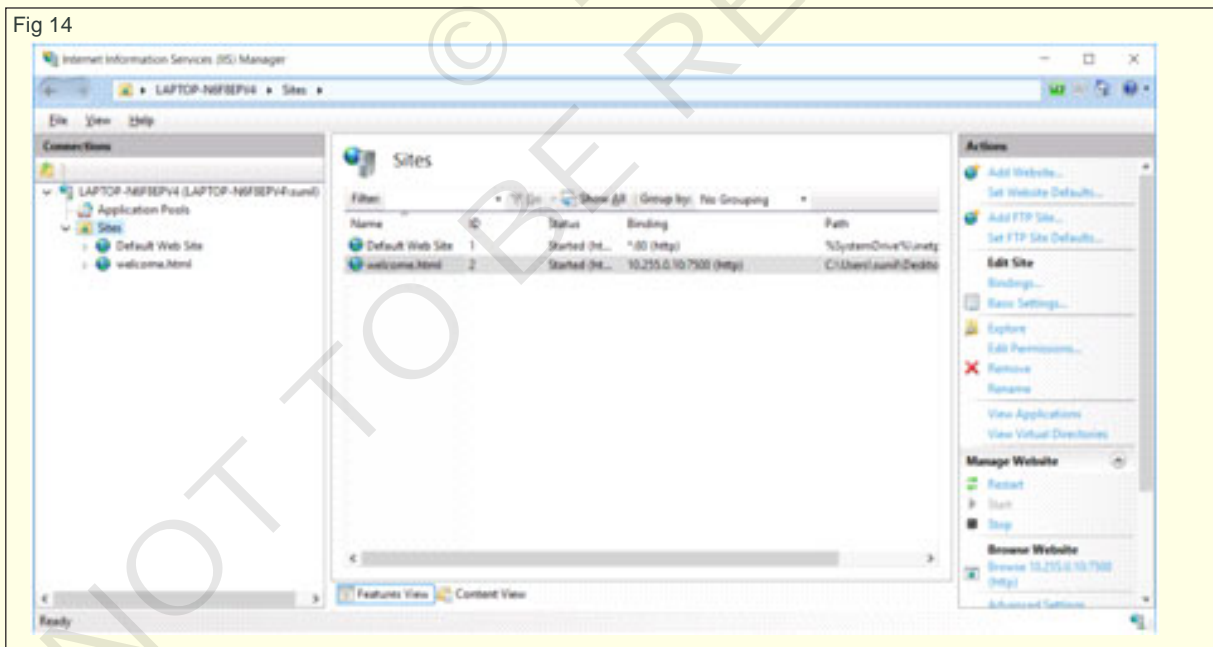 Fig 14
Internet Information Services (IIS) Manager
LAPTOP-N6F8EPV4 Sites
File View Help
Connections
LAPTOP-N6F8EPV4 (LAPTOP-N6F8EPV4\sunil)
Application Pools
Sites
Default Web Site
welcome.html
Sites
Filter: Go Show All Group by: No Grouping
Name ID Status Binding Path
Default Web Site 1 Started (ht... *:80 (http) %SystemDrive%\inetp
welcome.html 2 Started (ht... 10.255.0.10:7500 (http) C:\Users\sunil\Deskto
Features View Content View
Ready
Actions
Add Website...
Set Website Defaults...
Add FTP Site...
Set FTP Site Defaults...
Edit Site
Bindings...
Basic Settings...
Explore
Edit Permissions...
Remove
Rename
View Applications
View Virtual Directories
Manage Website
Restart
Start
Stop
Browse Website
Browse 10.255.0.10:7500
(http)
Advanced Settings
©
NOT TO BE RE